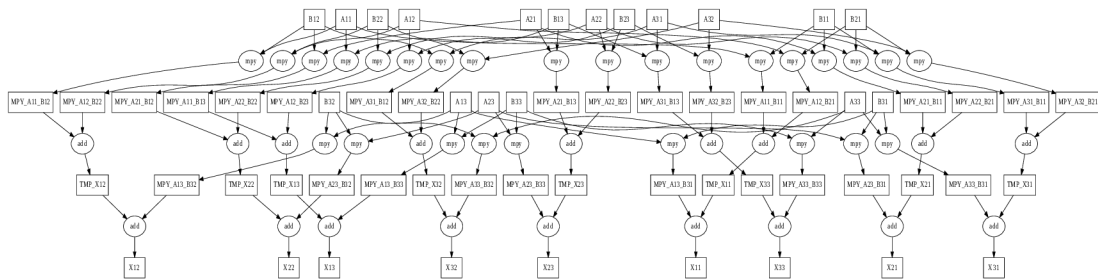 B12 A11 B22 A12 A21 B13 A22 B23 A31 A32 B11 B21
mpy mpy mpy mpy mpy mpy mpy mpy mpy mpy mpy mpy mpy mpy mpy mpy mpy mpy
MPY_A11_B12 MPY_A12_B22 MPY_A21_B12 MPY_A11_B13 MPY_A22_B22 MPY_A12_B23 B32 MPY_A31_B12 MPY_A32_B22 A13 A23 B33 MPY_A21_B13 MPY_A22_B23 MPY_A31_B13 MPY_A32_B23 MPY_A11_B11 MPY_A12_B21 A33 B31 MPY_A21_B11 MPY_A22_B21 MPY_A31_B11 MPY_A32_B21
add add add mpy mpy add mpy mpy mpy add mpy add add mpy mpy mpy add add
TMP_X12 MPY_A13_B32 TMP_X22 TMP_X13 MPY_A23_B32 MPY_A13_B33 TMP_X32 MPY_A33_B32 MPY_A23_B33 TMP_X23 MPY_A13_B31 TMP_X11 TMP_X33 MPY_A33_B33 MPY_A23_B31 TMP_X21 MPY_A33_B31 TMP_X31
add add add add add add add add add
X12 X22 X13 X32 X23 X11 X33 X21 X31